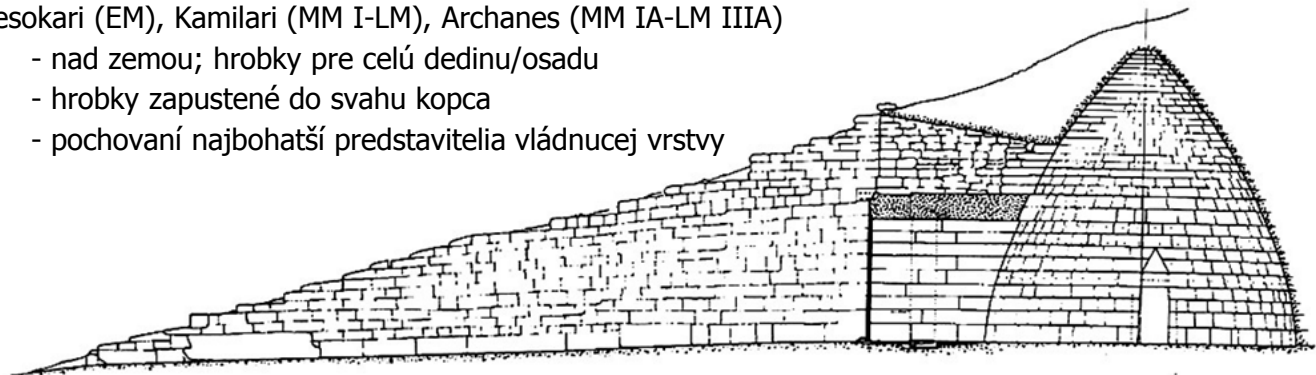 esokari (EM), Kamilari (MM I-LM), Archanes (MM IA-LM IIIA)
- nad zemou; hrobky pre celú dedinu/osadu
- hrobky zapustené do svahu kopca
- pochovaní najbohatší predstavitelia vládnucej vrstvy